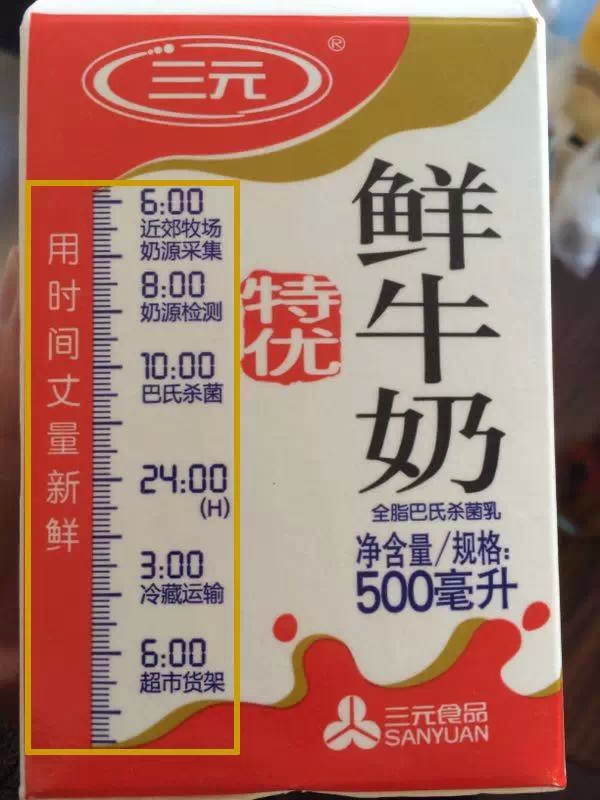 三元®
用时间丈量新鲜
6:00
近郊牧场
奶源采集
8:00
奶源检测
10:00
巴氏杀菌
24:00
(H)
3:00
冷藏运输
6:00
超市货架
特优
鲜牛奶
全脂巴氏杀菌乳
净含量/规格:
500毫升
三元食品
SANYUAN